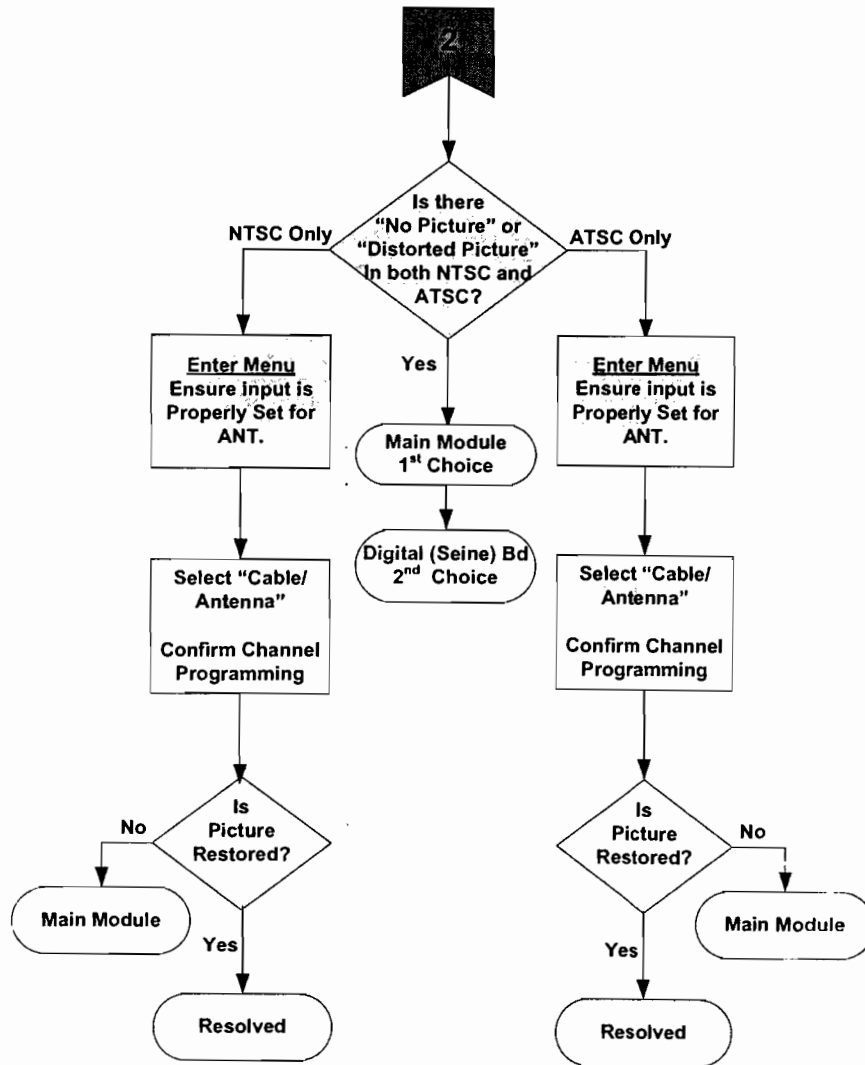 2
Is there
“No Picture” or
“Distorted Picture”
In both NTSC and
ATSC?
NTSC Only
ATSC Only
Yes
Enter Menu
Ensure input is
Properly Set for
ANT.
Main Module
1st Choice
Digital (Seine) Bd
2nd Choice
Enter Menu
Ensure input is
Properly Set for
ANT.
Select “Cable/
Antenna”
Confirm Channel
Programming
Select “Cable/
Antenna”
Confirm Channel
Programming
Is
Picture
Restored?
No
Main Module
Yes
Resolved
Is
Picture
Restored?
No
Main Module
Yes
Resolved